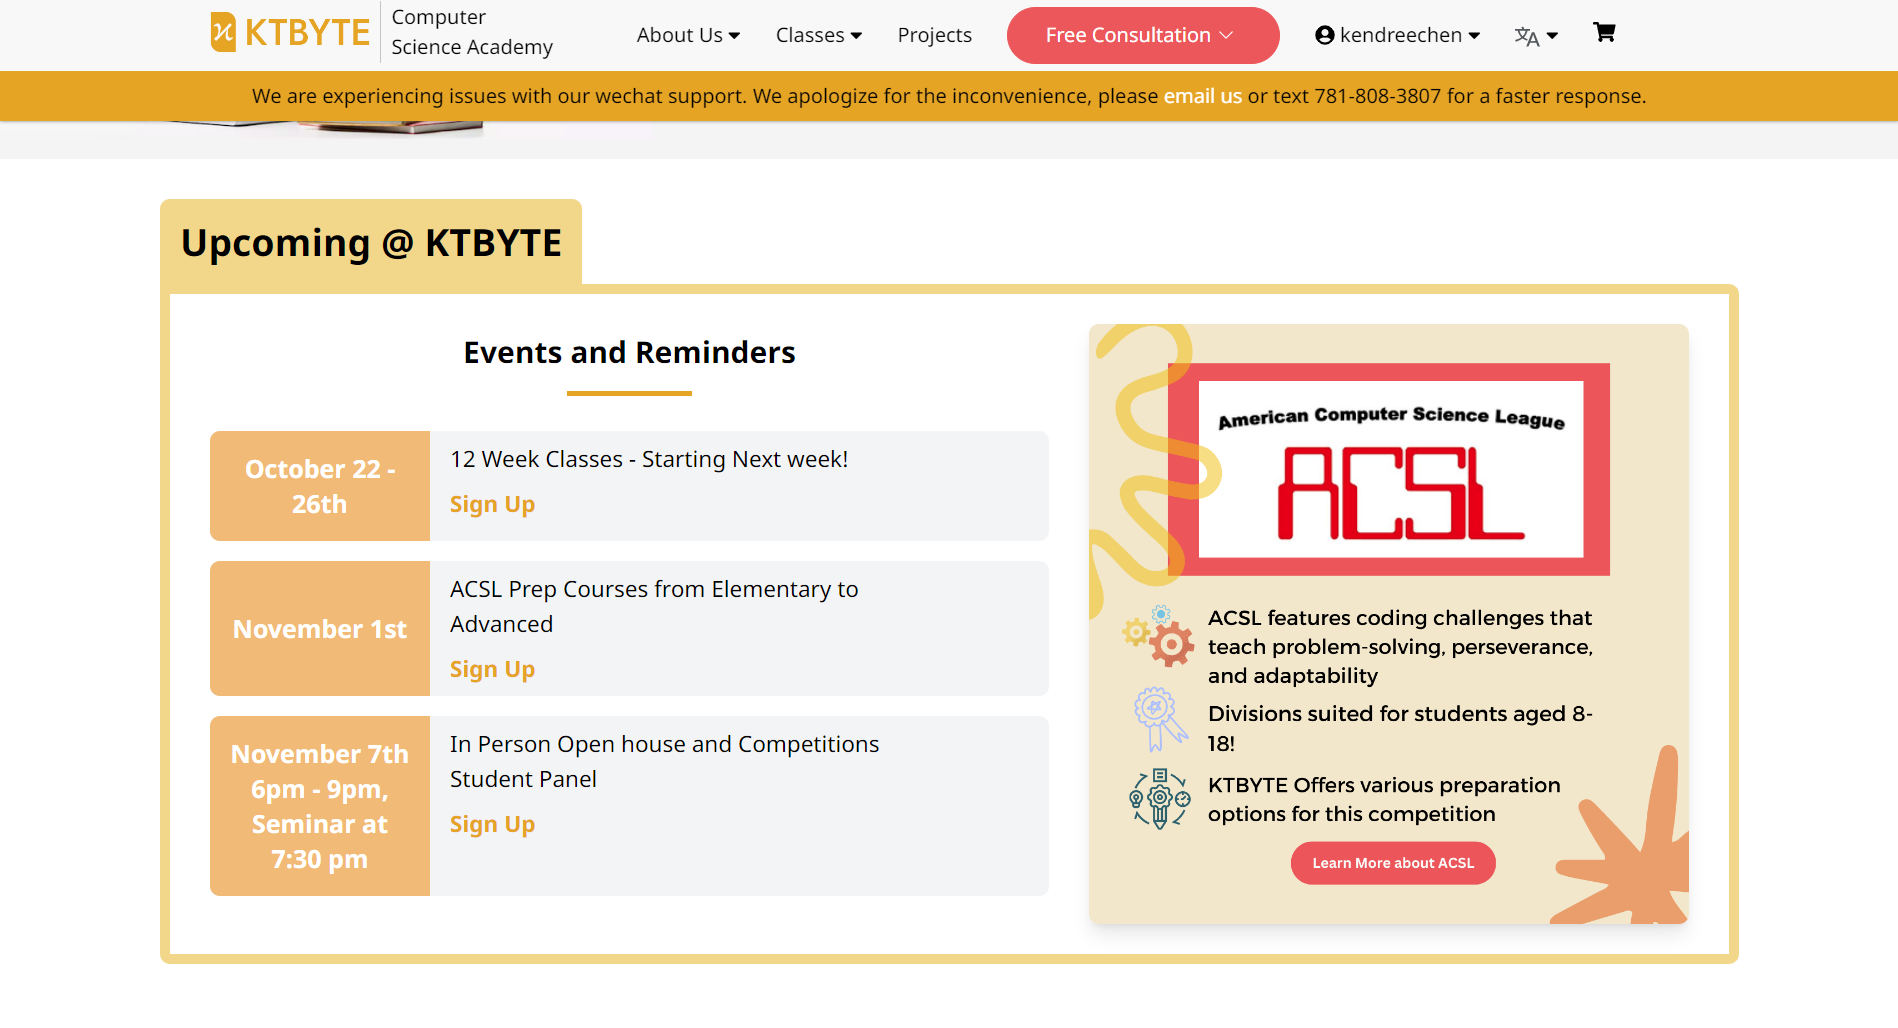 KTBYTE
Computer
Science Academy
About Us
Classes
Projects
Free Consultation
kendreechen
文A
We are experiencing issues with our wechat support. We apologize for the inconvenience, please email us or text 781-808-3807 for a faster response.
Upcoming @ KTBYTE
Events and Reminders
October 22 -
26th
12 Week Classes - Starting Next week!
Sign Up
November 1st
ACSL Prep Courses from Elementary to
Advanced
Sign Up
November 7th
6pm - 9pm,
Seminar at
7:30 pm
In Person Open house and Competitions
Student Panel
Sign Up
American Computer Science League
ACSL
ACSL features coding challenges that
teach problem-solving, perseverance,
and adaptability
Divisions suited for students aged 8-
18!
KTBYTE Offers various preparation
options for this competition
Learn More about ACSL